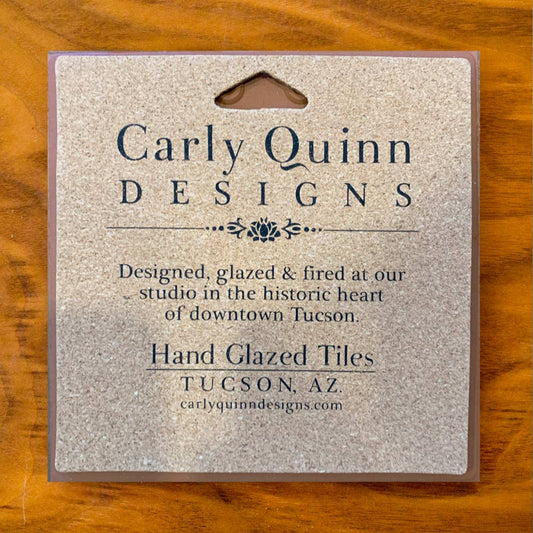 Carly Quinn
DESIGNS
Designed, glazed & fired at our
studio in the historic heart
of downtown Tucson.
Hand Glazed Tiles
TUCSON, AZ
carlyquinndesigns.com